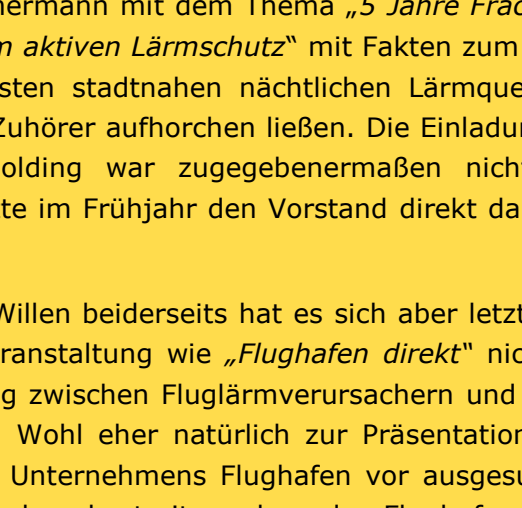 ermann mit dem Thema „5 Jahre Frac
n aktiven Lärmschutz“ mit Fakten zum
sten stadtnahen nächtlichen Lärmque
Zuhörer aufhorchen ließen. Die Einladu
olding war zugegebenermaßen nich
te im Frühjahr den Vorstand direkt da
Willen beiderseits hat es sich aber letzt
ranstaltung wie „Flughafen direkt“ nic
g zwischen Fluglärmverursachern und
Wohl eher natürlich zur Präsentation
Unternehmens Flughafen vor ausgesu